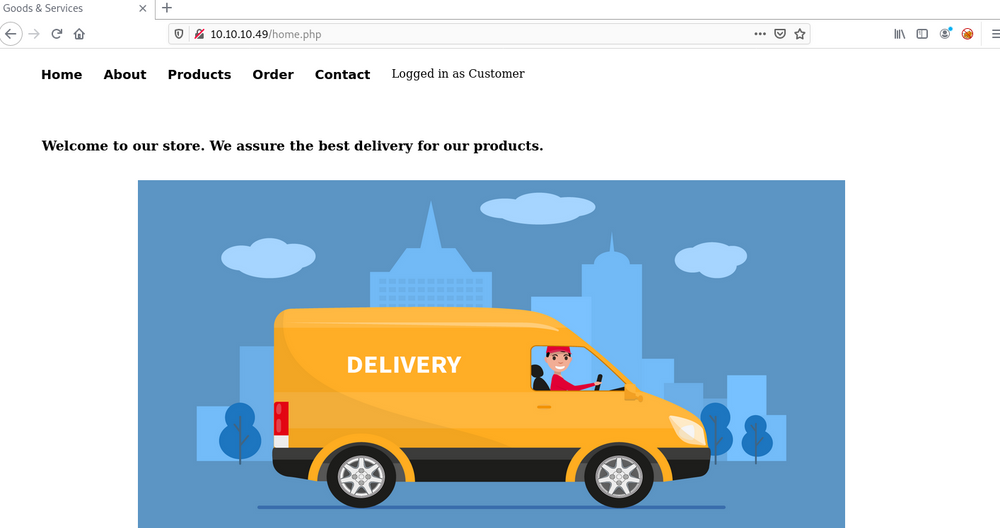 Goods & Services
10.10.10.49/home.php
Home About Products Order Contact Logged in as Customer
Welcome to our store. We assure the best delivery for our products.
DELIVERY